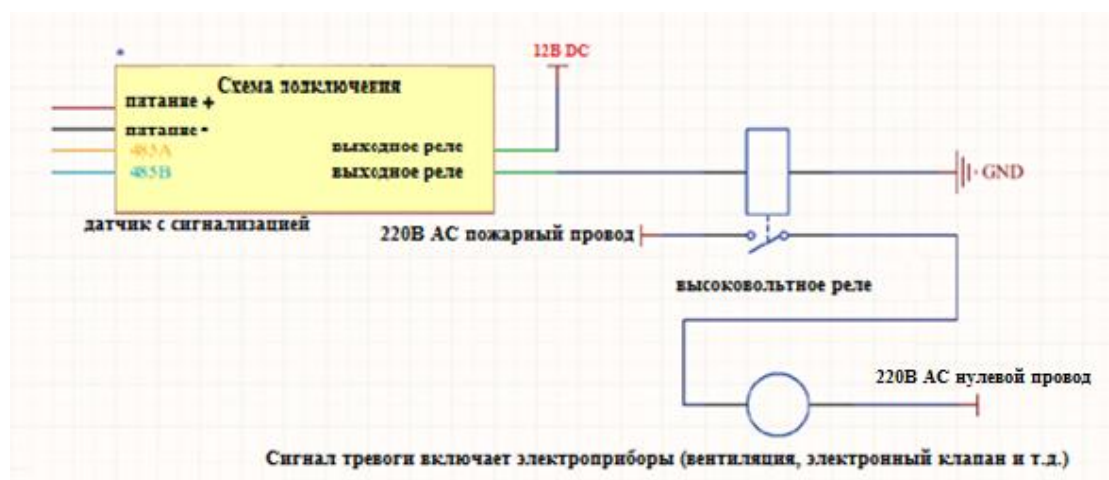 12В DC
Схема подключения
питание +
питание -
485A
485B
выходное реле
выходное реле
GND
датчик с сигнализацией
220В АС пожарный провод
высоковольтное реле
220В АС нулевой провод
Сигнал тревоги включает электроприборы (вентиляция, электронный клапан и т.д.)